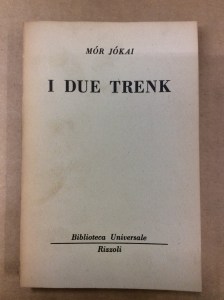 MÓR JÓKAI
I DUE TRENK
Biblioteca Universale
Rizzoli